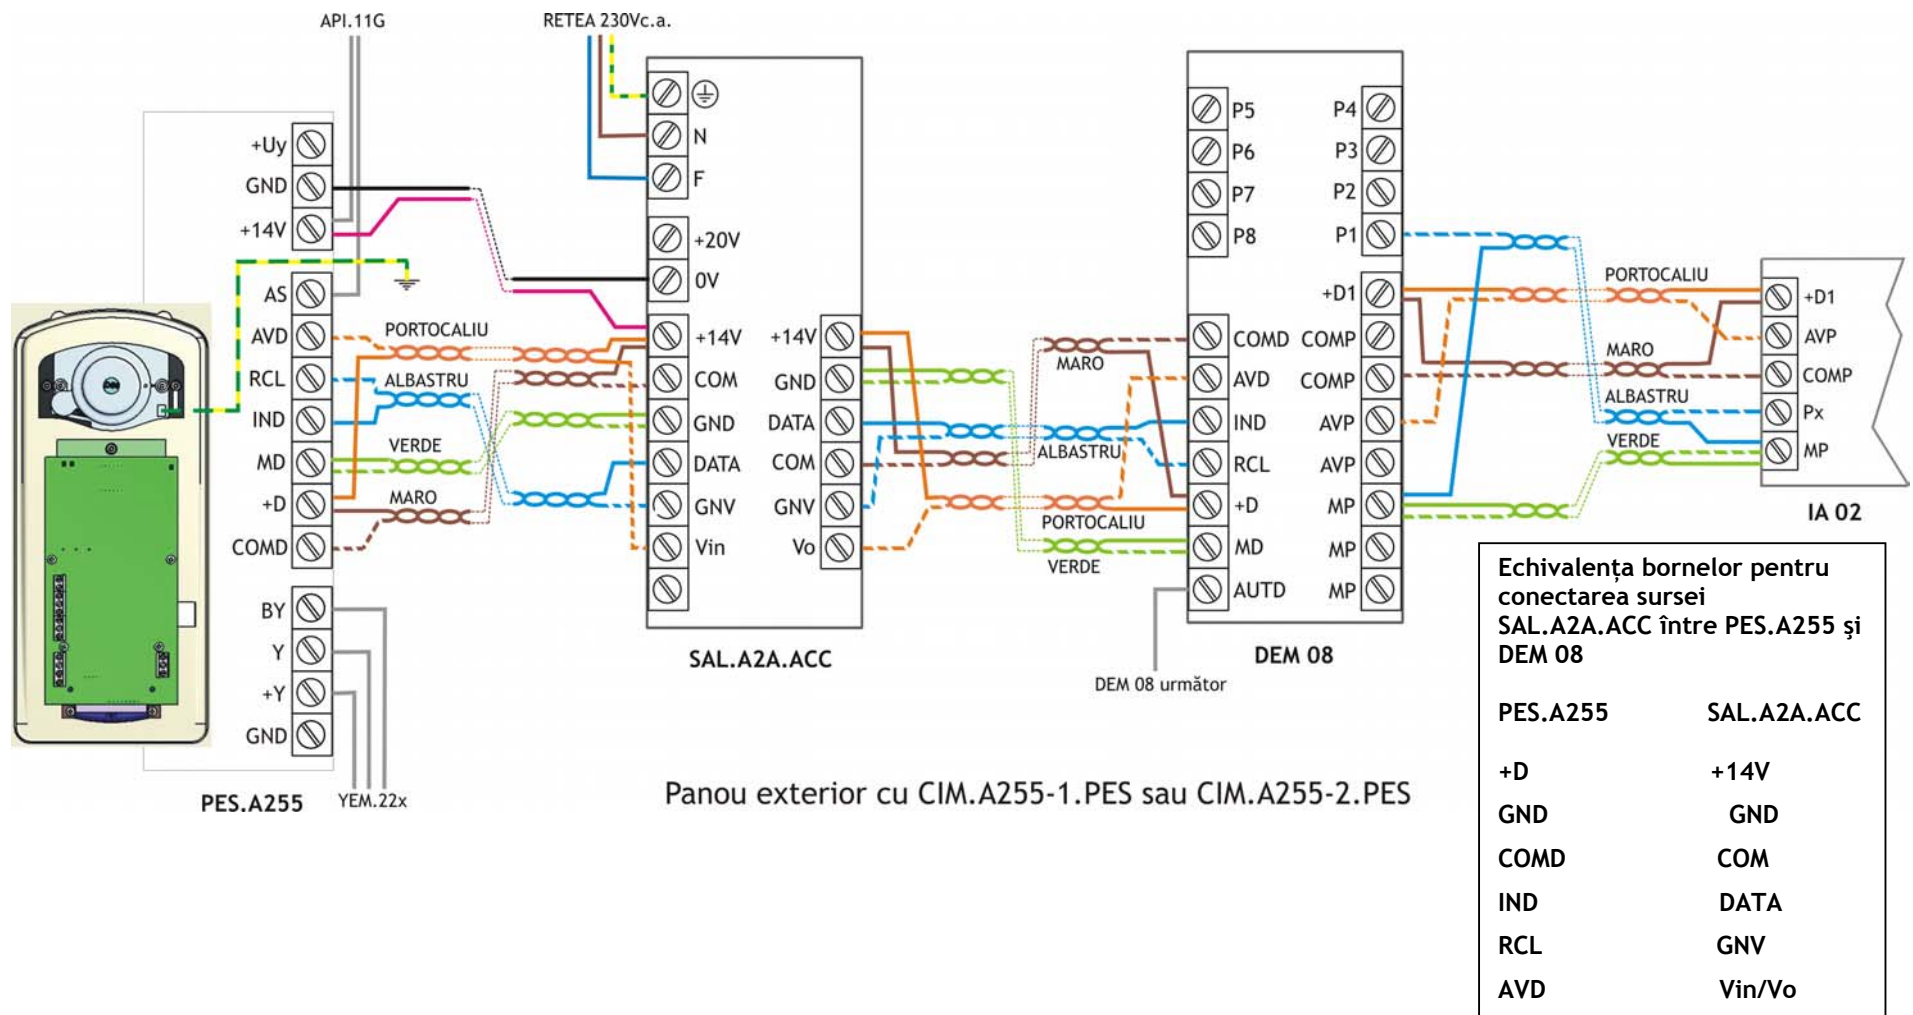 API.11G
RETEA 230Vc.a.
+Uy
GND
+14V
AS
AVD
RCL
IND
MD
+D
COMD
BY
Y
+Y
GND
PES.A255
YEM.22x
PORTOCALIU
ALBASTRU
VERDE
MARO
N
F
+20V
0V
+14V
COM
GND
DATA
GNV
Vin
+14V
GND
DATA
COM
GNV
Vo
SAL.A2A.ACC
MARO
ALBASTRU
PORTOCALIU
VERDE
P5
P6
P7
P8
COMD
AVD
IND
RCL
+D
MD
AUTD
P4
P3
P2
P1
+D1
COMP
COMP
AVP
AVP
MP
MP
MP
DEM 08
DEM 08 următor
PORTOCALIU
MARO
ALBASTRU
VERDE
+D1
AVP
COMP
Px
MP
IA 02
Panou exterior cu CIM.A255-1.PES sau CIM.A255-2.PES
Echivalența bornelor pentru
conectarea sursei
SAL.A2A.ACC între PES.A255 şi
DEM 08
PES.A255 SAL.A2A.ACC
+D +14V
GND GND
COMD COM
IND DATA
RCL GNV
AVD Vin/Vo